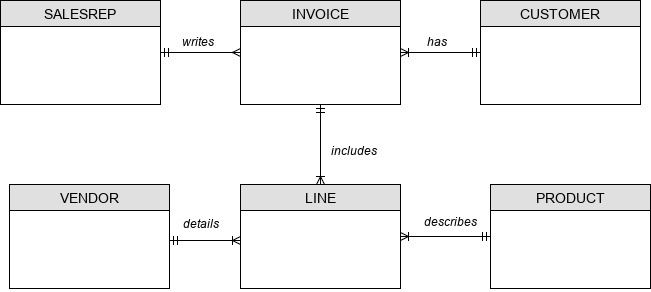 SALESREP
INVOICE
CUSTOMER
writes
has
includes
VENDOR
LINE
PRODUCT
details
describes